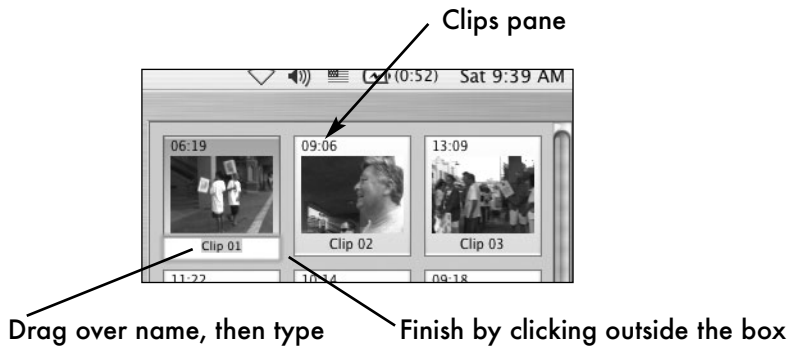 Clips pane
(0:52) Sat 9:39 AM
06:19 09:06 13:09
Clip 01 Clip 02 Clip 03
11:22 10:14 09:18
Drag over name, then type Finish by clicking outside the box